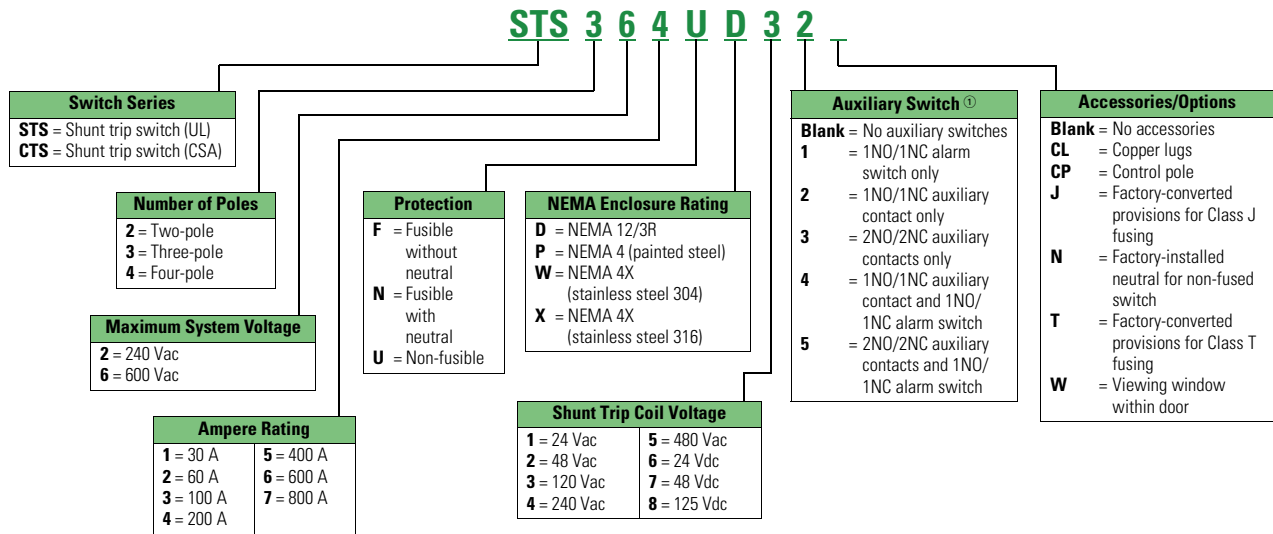 STS 3 6 4 U D 3 2 _
Switch Series
STS = Shunt trip switch (UL)
CTS = Shunt trip switch (CSA)
Number of Poles
2 = Two-pole
3 = Three-pole
4 = Four-pole
Maximum System Voltage
2 = 240 Vac
6 = 600 Vac
Ampere Rating
1 = 30 A
2 = 60 A
3 = 100 A
4 = 200 A
5 = 400 A
6 = 600 A
7 = 800 A
Protection
F = Fusible
without
neutral
N = Fusible
with
neutral
U = Non-fusible
NEMA Enclosure Rating
D = NEMA 12/3R
P = NEMA 4 (painted steel)
W = NEMA 4X
(stainless steel 304)
X = NEMA 4X
(stainless steel 316)
Shunt Trip Coil Voltage
1 = 24 Vac
2 = 48 Vac
3 = 120 Vac
4 = 240 Vac
5 = 480 Vac
6 = 24 Vdc
7 = 48 Vdc
8 = 125 Vdc
Auxiliary Switch ①
Blank = No auxiliary switches
1 = 1NO/1NC alarm
switch only
2 = 1NO/1NC auxiliary
contact only
3 = 2NO/2NC auxiliary
contacts only
4 = 1NO/1NC auxiliary
contact and 1NO/
1NC alarm switch
5 = 2NO/2NC auxiliary
contacts and 1NO/
1NC alarm switch
Accessories/Options
Blank = No accessories
CL = Copper lugs
CP = Control pole
J = Factory-converted
provisions for Class J
fusing
N = Factory-installed
neutral for non-fused
switch
T = Factory-converted
provisions for Class T
fusing
W = Viewing window
within door